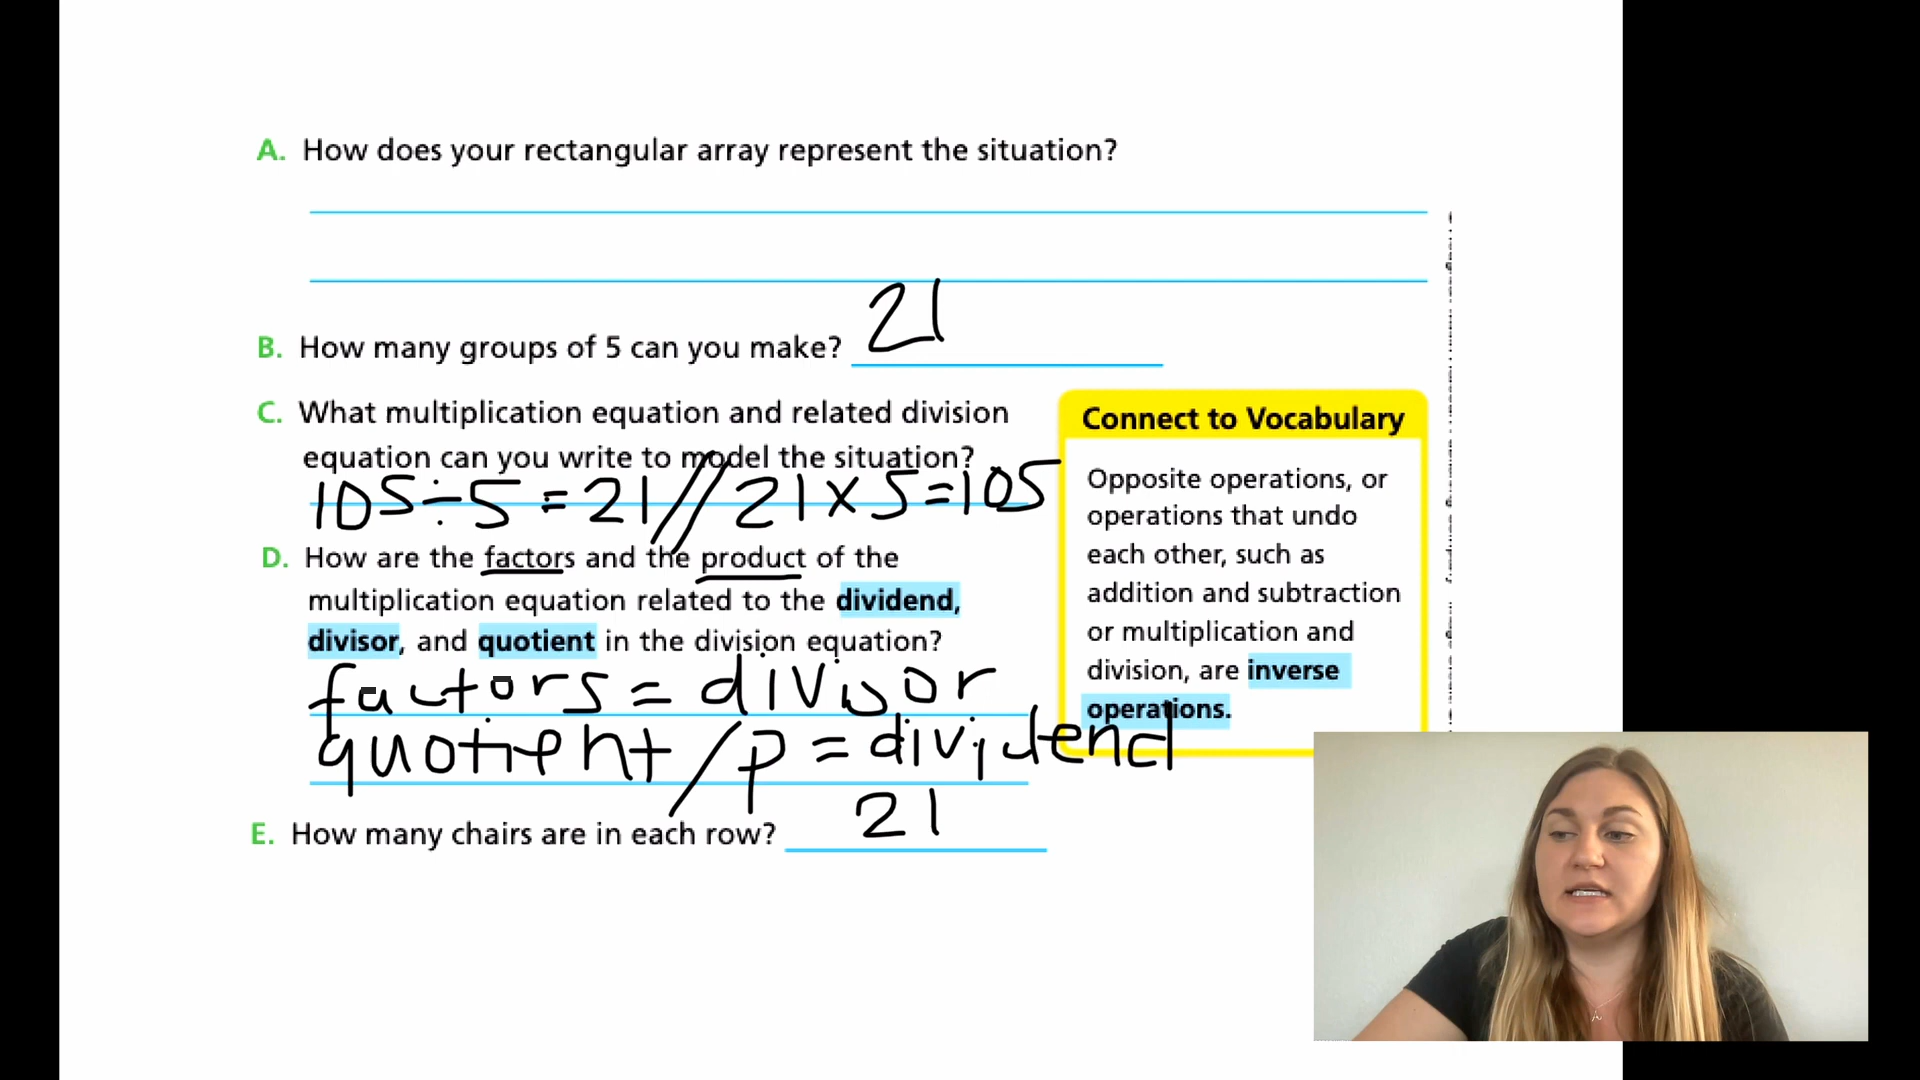 A. How does your rectangular array represent the situation?
B. How many groups of 5 can you make? 21
C. What multiplication equation and related division
equation can you write to model the situation?
105÷5=21//21x5=105
D. How are the factors and the product of the
multiplication equation related to the dividend,
divisor, and quotient in the division equation?
factors = divisor
quotient/p = dividend
E. How many chairs are in each row? 21
Connect to Vocabulary
Opposite operations, or
operations that undo
each other, such as
addition and subtraction
or multiplication and
division, are inverse
operations.